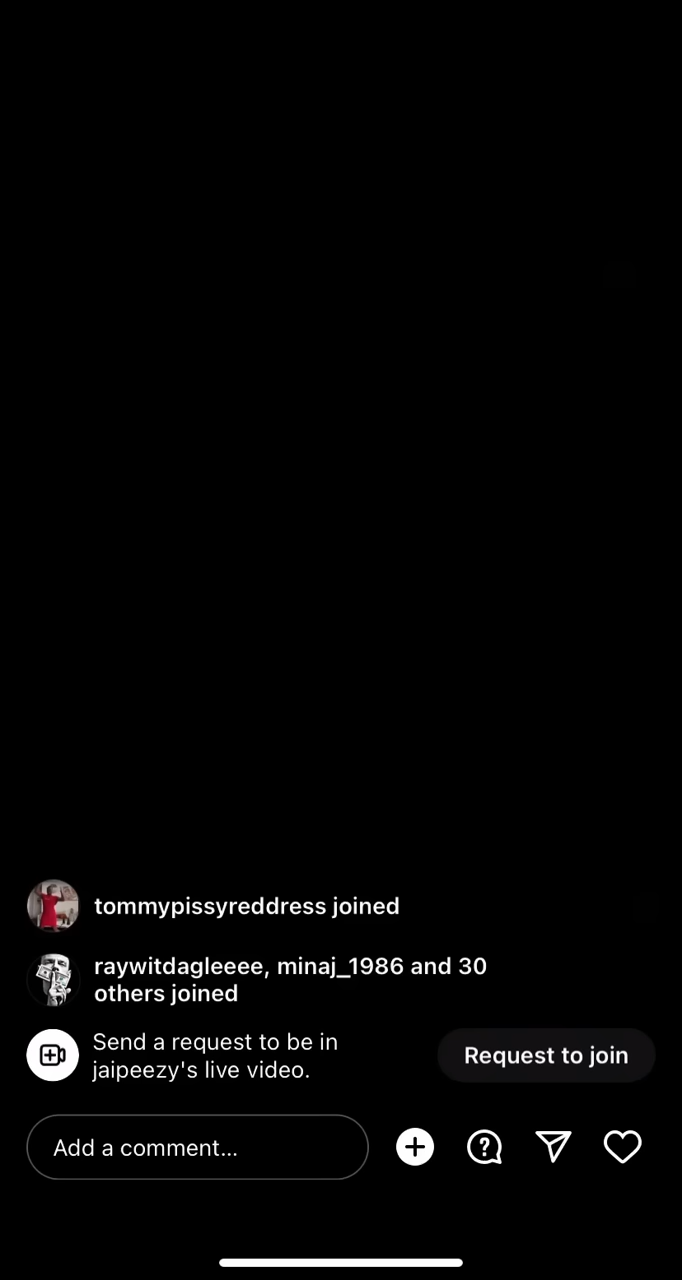 tommypissyreddress joined
raywitdagleeee, minaj_1986 and 30
others joined
Send a request to be in
jaipeezy's live video.
Request to join
Add a comment...